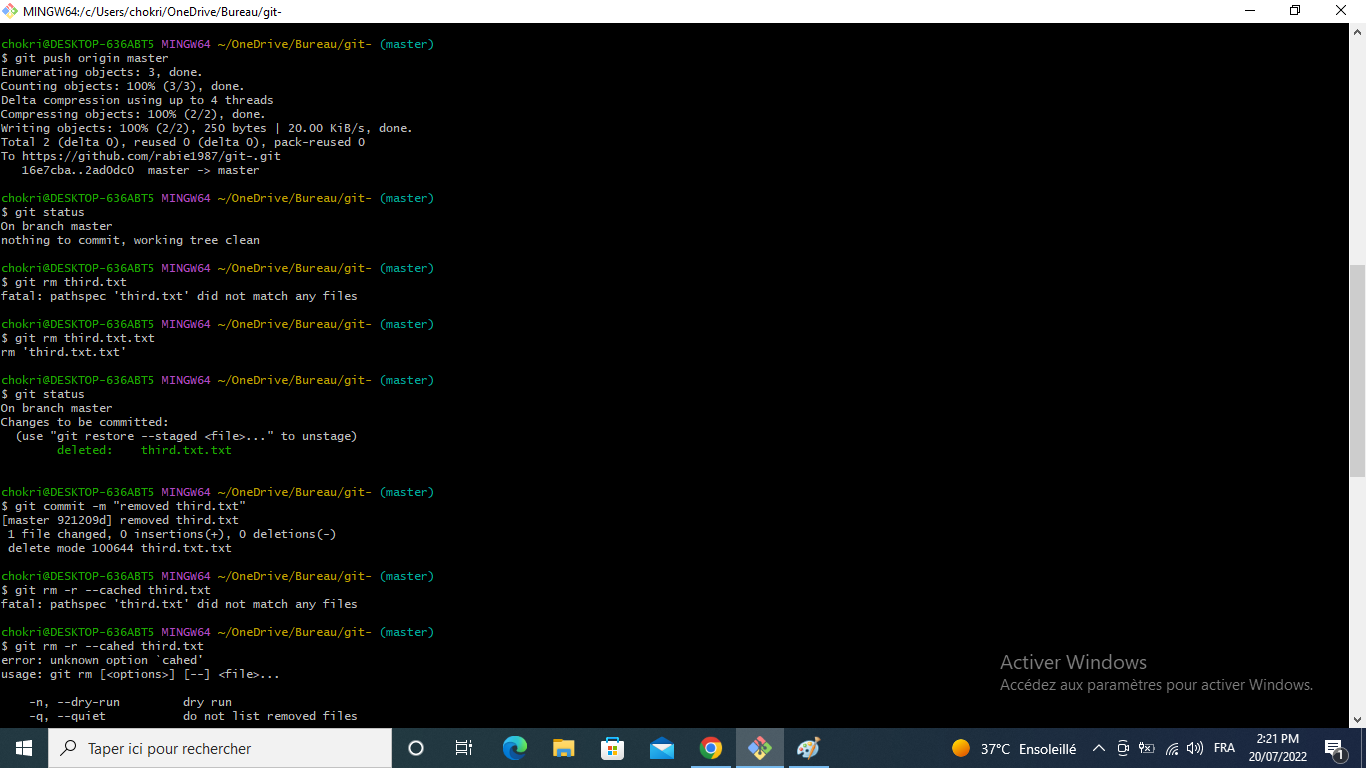 MINGW64:/c/Users/chokri/OneDrive/Bureau/git-
chokri@DESKTOP-636ABT5 MINGW64 ~/OneDrive/Bureau/git- (master)
$ git push origin master
Enumerating objects: 3, done.
Counting objects: 100% (3/3), done.
Delta compression using up to 4 threads
Compressing objects: 100% (2/2), done.
Writing objects: 100% (2/2), 250 bytes | 20.00 KiB/s, done.
Total 2 (delta 0), reused 0 (delta 0), pack-reused 0
To https://github.com/rabie1987/git-.git
   16e7cba..2ad0dc0  master -> master
chokri@DESKTOP-636ABT5 MINGW64 ~/OneDrive/Bureau/git- (master)
$ git status
On branch master
nothing to commit, working tree clean
chokri@DESKTOP-636ABT5 MINGW64 ~/OneDrive/Bureau/git- (master)
$ git rm third.txt
fatal: pathspec 'third.txt' did not match any files
chokri@DESKTOP-636ABT5 MINGW64 ~/OneDrive/Bureau/git- (master)
$ git rm third.txt.txt
rm 'third.txt.txt'
chokri@DESKTOP-636ABT5 MINGW64 ~/OneDrive/Bureau/git- (master)
$ git status
On branch master
Changes to be committed:
  (use "git restore --staged <file>..." to unstage)
        deleted:    third.txt.txt
chokri@DESKTOP-636ABT5 MINGW64 ~/OneDrive/Bureau/git- (master)
$ git commit -m "removed third.txt"
[master 921209d] removed third.txt
 1 file changed, 0 insertions(+), 0 deletions(-)
 delete mode 100644 third.txt.txt
chokri@DESKTOP-636ABT5 MINGW64 ~/OneDrive/Bureau/git- (master)
$ git rm -r --cached third.txt
fatal: pathspec 'third.txt' did not match any files
chokri@DESKTOP-636ABT5 MINGW64 ~/OneDrive/Bureau/git- (master)
$ git rm -r --cahed third.txt
error: unknown option `cahed'
usage: git rm [<options>] [--] <file>...
    -n, --dry-run         dry run
    -q, --quiet           do not list removed files
Activer Windows
Accédez aux paramètres pour activer Windows.
Taper ici pour rechercher
37°C Ensoleillé
FRA
2:21 PM
20/07/2022
1